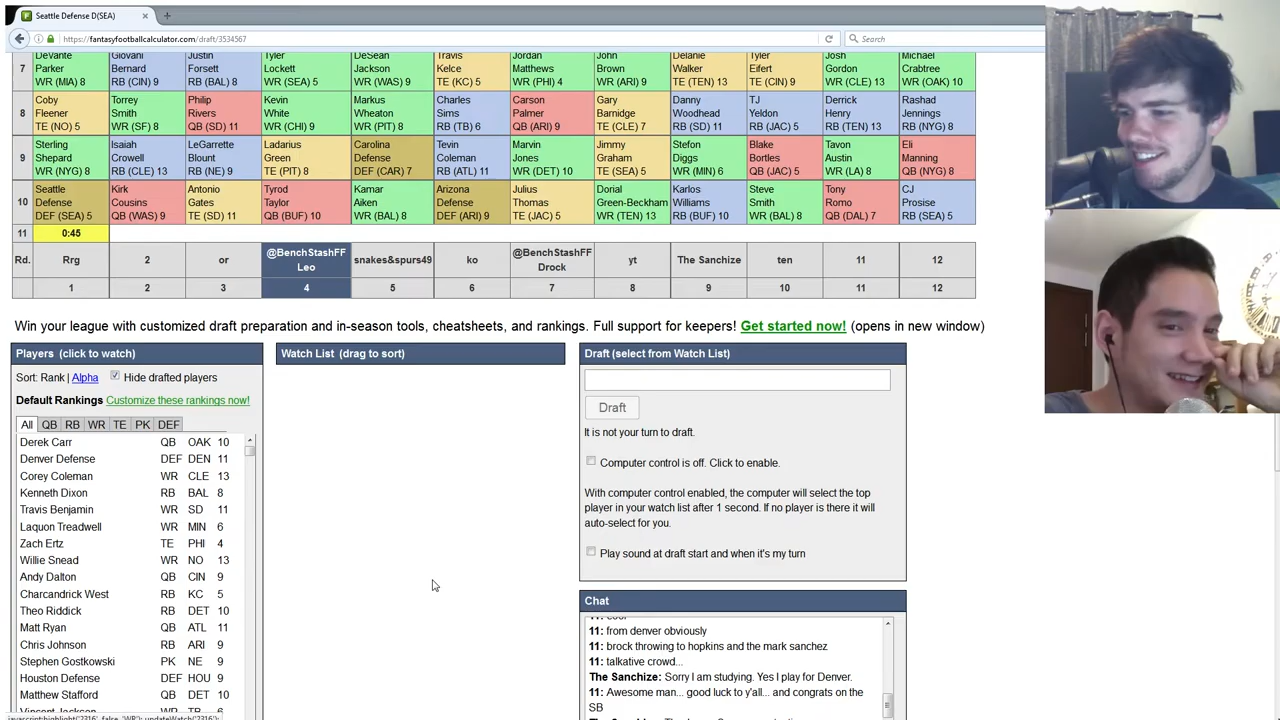 Seattle Defense D(SEA)
https://fantasyfootballcalculator.com/draft/3534567
Search
DeVante Giovani Justin Tyler DeSean Travis Jordan John Delanie Tyler Josh Michael
7 Parker Bernard Forsett Lockett Jackson Kelce Matthews Brown Walker Eifert Gordon Crabtree
WR (MIA) 8 RB (CIN) 9 RB (BAL) 8 WR (SEA) 5 WR (WAS) 9 TE (KC) 5 WR (PHI) 4 WR (ARI) 9 TE (TEN) 13 TE (CIN) 9 WR (CLE) 13 WR (OAK) 10
Coby Torrey Philip Kevin Markus Charles Carson Gary Danny TJ Derrick Rashad
8 Fleener Smith Rivers White Wheaton Sims Palmer Barnidge Woodhead Yeldon Henry Jennings
TE (NO) 5 WR (SF) 8 QB (SD) 11 WR (CHI) 9 WR (PIT) 8 RB (TB) 6 QB (ARI) 9 TE (CLE) 7 RB (SD) 11 RB (JAC) 5 RB (TEN) 13 RB (NYG) 8
Sterling Isaiah LeGarrette Ladarius Carolina Tevin Marvin Jimmy Stefon Blake Tavon Eli
9 Shepard Crowell Blount Green Defense Coleman Jones Graham Diggs Bortles Austin Manning
WR (NYG) 8 RB (CLE) 13 RB (NE) 9 TE (PIT) 8 DEF (CAR) 7 RB (ATL) 11 WR (DET) 10 TE (SEA) 5 WR (MIN) 6 QB (JAC) 5 WR (LA) 8 QB (NYG) 8
Seattle Kirk Antonio Tyrod Kamar Arizona Julius Dorial Karlos Steve Tony CJ
10 Defense Cousins Gates Taylor Aiken Defense Thomas Green-Beckham Williams Smith Romo Prosise
DEF (SEA) 5 QB (WAS) 9 TE (SD) 11 QB (BUF) 10 WR (BAL) 8 DEF (ARI) 9 TE (JAC) 5 WR (TEN) 13 RB (BUF) 10 WR (BAL) 8 QB (DAL) 7 RB (SEA) 5
11 0:45
Rd. Rrg 2 or @BenchStashFF Leo snakes&spurs49 ko @BenchStashFF Drock yt The Sanchize ten 11 12
1 2 3 4 5 6 7 8 9 10 11 12
Win your league with customized draft preparation and in-season tools, cheatsheets, and rankings. Full support for keepers! Get started now! (opens in new window)
Players (click to watch)
Sort: Rank | Alpha Hide drafted players
Default Rankings Customize these rankings now!
All QB RB WR TE PK DEF
Derek Carr QB OAK 10
Denver Defense DEF DEN 11
Corey Coleman WR CLE 13
Kenneth Dixon RB BAL 8
Travis Benjamin WR SD 11
Laquon Treadwell WR MIN 6
Zach Ertz TE PHI 4
Willie Snead WR NO 13
Andy Dalton QB CIN 9
Charcandrick West RB KC 5
Theo Riddick RB DET 10
Matt Ryan QB ATL 11
Chris Johnson RB ARI 9
Stephen Gostkowski PK NE 9
Houston Defense DEF HOU 9
Matthew Stafford QB DET 10
Vincent Jackson WR TB 6
javascript:highlight('2316', false, 'WR'); updateWatch('2316');
Watch List (drag to sort)
Draft (select from Watch List)
Draft
It is not your turn to draft.
Computer control is off. Click to enable.
With computer control enabled, the computer will select the top
player in your watch list after 1 second. If no player is there it will
auto-select for you.
Play sound at draft start and when it's my turn
Chat
11: cool
11: from denver obviously
11: brock throwing to hopkins and the mark sanchez
11: talkative crowd...
The Sanchize: Sorry I am studying. Yes I play for Denver.
11: Awesome man... good luck to y'all... and congrats on the
SB